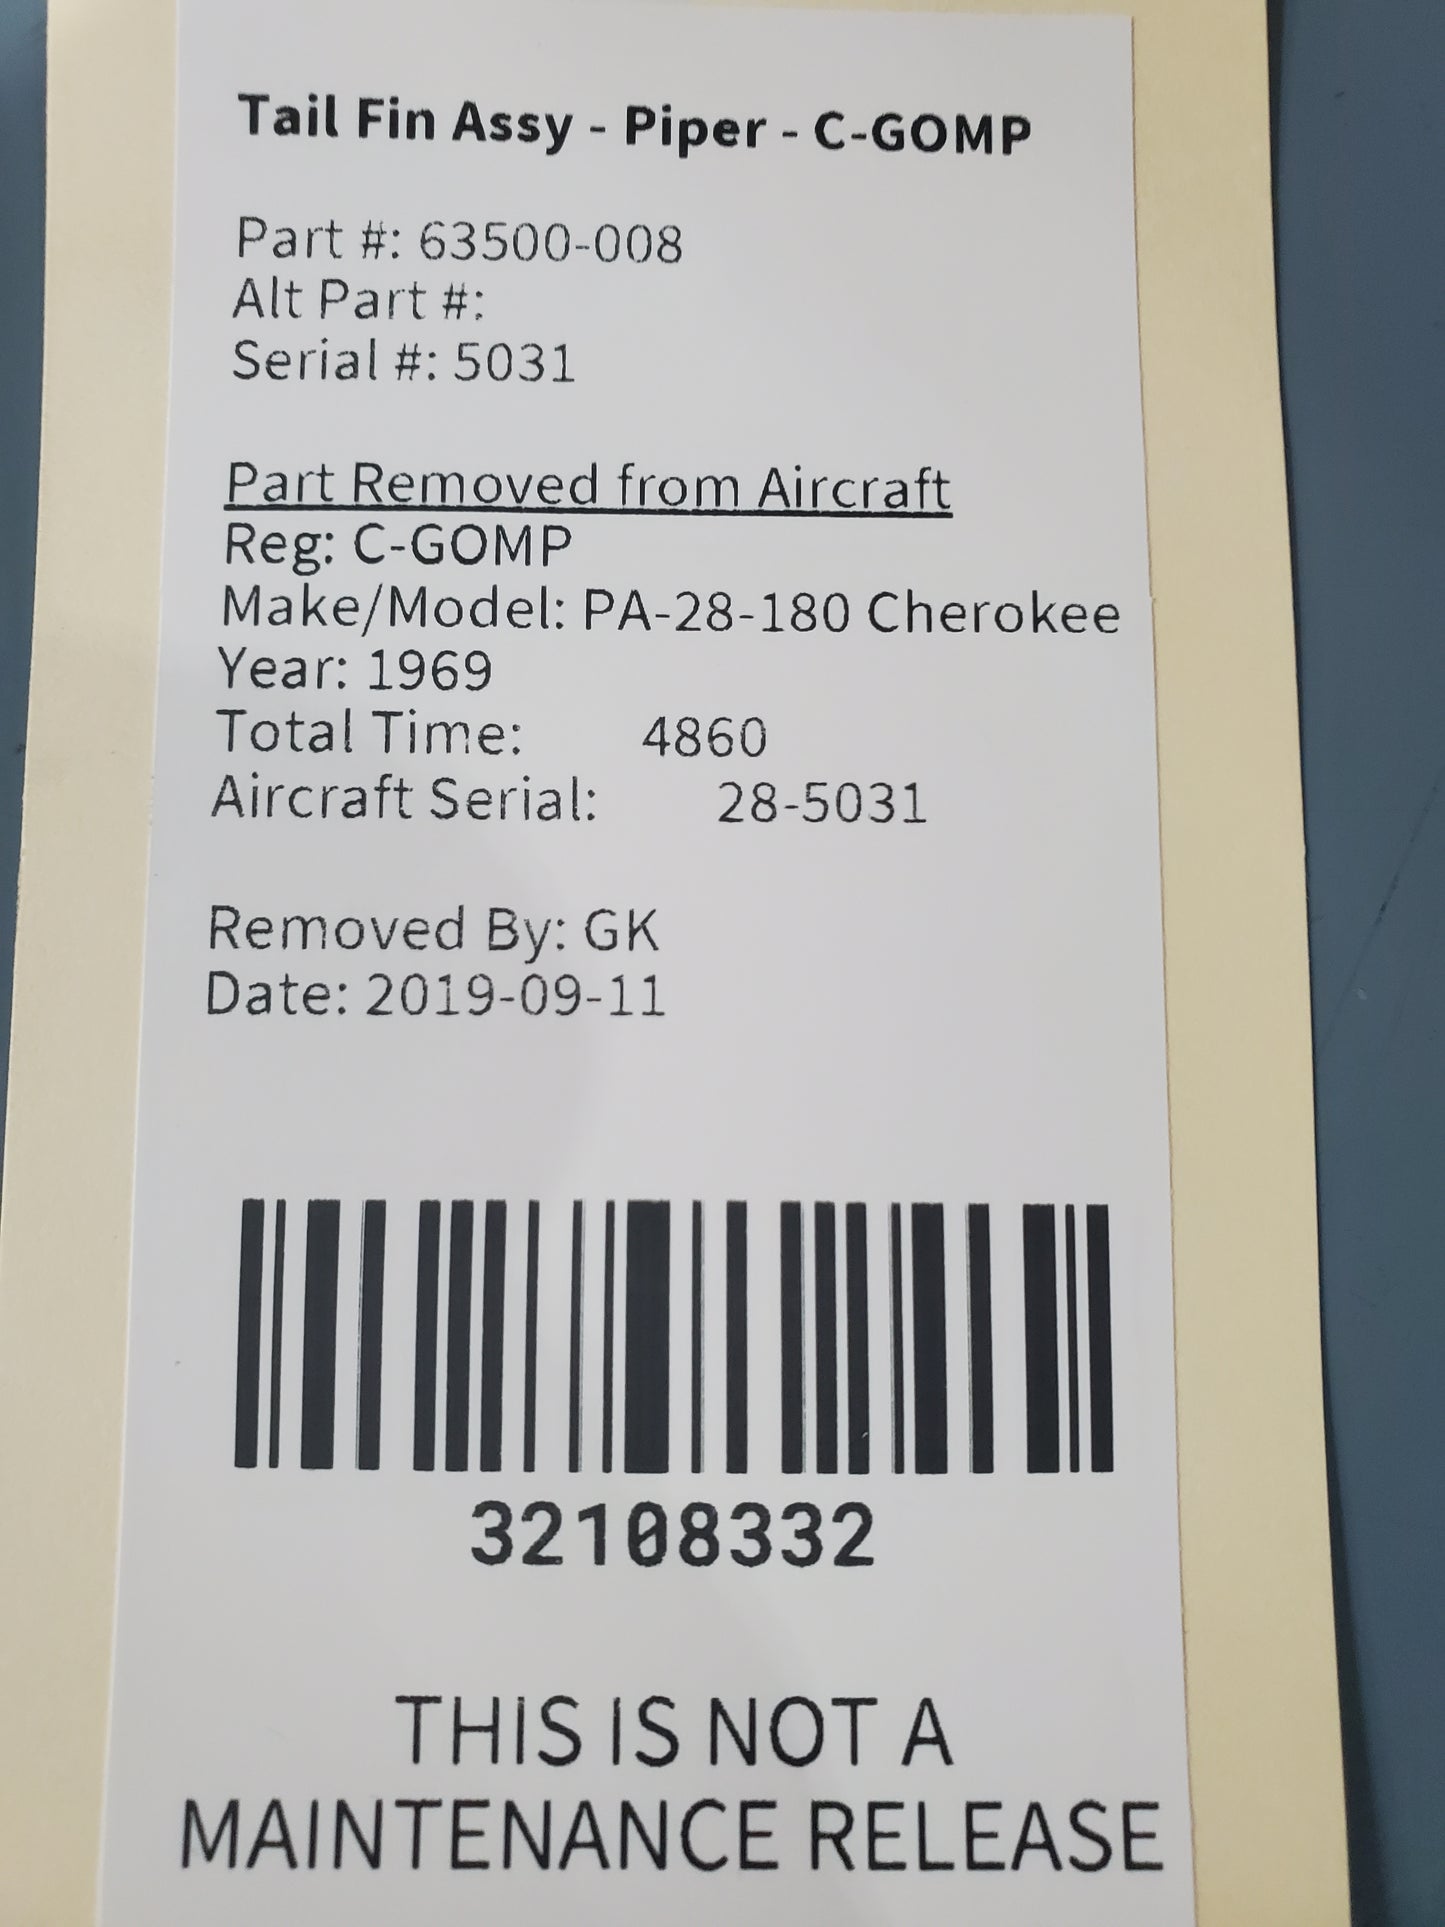 Tail Fin Assy - Piper - C-GOMP
Part #: 63500-008
Alt Part #:
Serial #: 5031
Part Removed from Aircraft
Reg: C-GOMP
Make/Model: PA-28-180 Cherokee
Year: 1969
Total Time: 4860
Aircraft Serial: 28-5031
Removed By: GK
Date: 2019-09-11
32108332
THIS IS NOT A
MAINTENANCE RELEASE